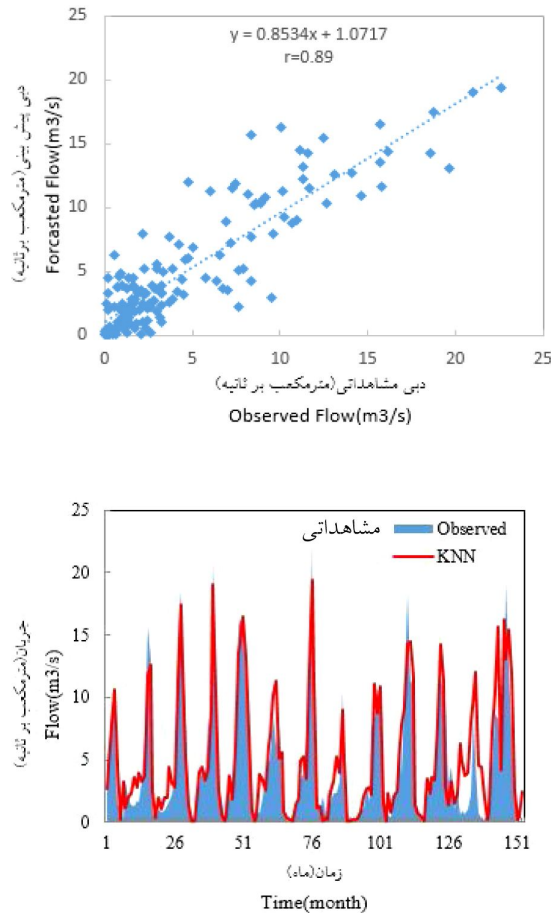 25
20
15
10
5
0
y = 0.8534x + 1.0717
r=0.89
دبی پیش بینی(مترمکعب برثانیه)
Forcasted Flow(m3/s)
0 5 10 15 20 25
دبی مشاهداتی(مترمکعب بر ثانیه)
Observed Flow(m3/s)
25
20
15
10
5
0
مشاهداتی Observed
KNN
جریان(مترمکعب بر ثانیه)
Flow(m3/s)
1 26 51 76 101 126 151
زمان(ماه)
Time(month)